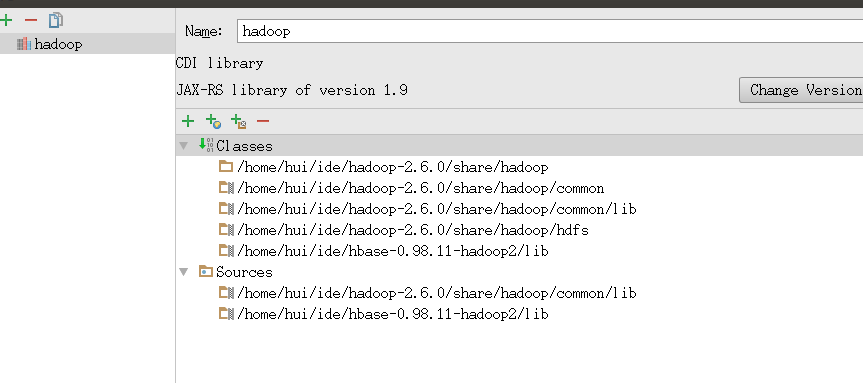 hadoop
Name: hadoop
CDI library
JAX-RS library of version 1.9
Change Version
Classes
/home/hui/ide/hadoop-2.6.0/share/hadoop
/home/hui/ide/hadoop-2.6.0/share/hadoop/common
/home/hui/ide/hadoop-2.6.0/share/hadoop/common/lib
/home/hui/ide/hadoop-2.6.0/share/hadoop/hdfs
/home/hui/ide/hbase-0.98.11-hadoop2/lib
Sources
/home/hui/ide/hadoop-2.6.0/share/hadoop/common/lib
/home/hui/ide/hbase-0.98.11-hadoop2/lib